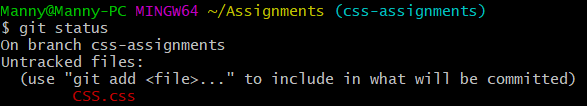 Manny@Manny-PC MINGW64 ~/Assignments (css-assignments)
$ git status
On branch css-assignments
Untracked files:
  (use "git add <file>..." to include in what will be committed)
        CSS.css